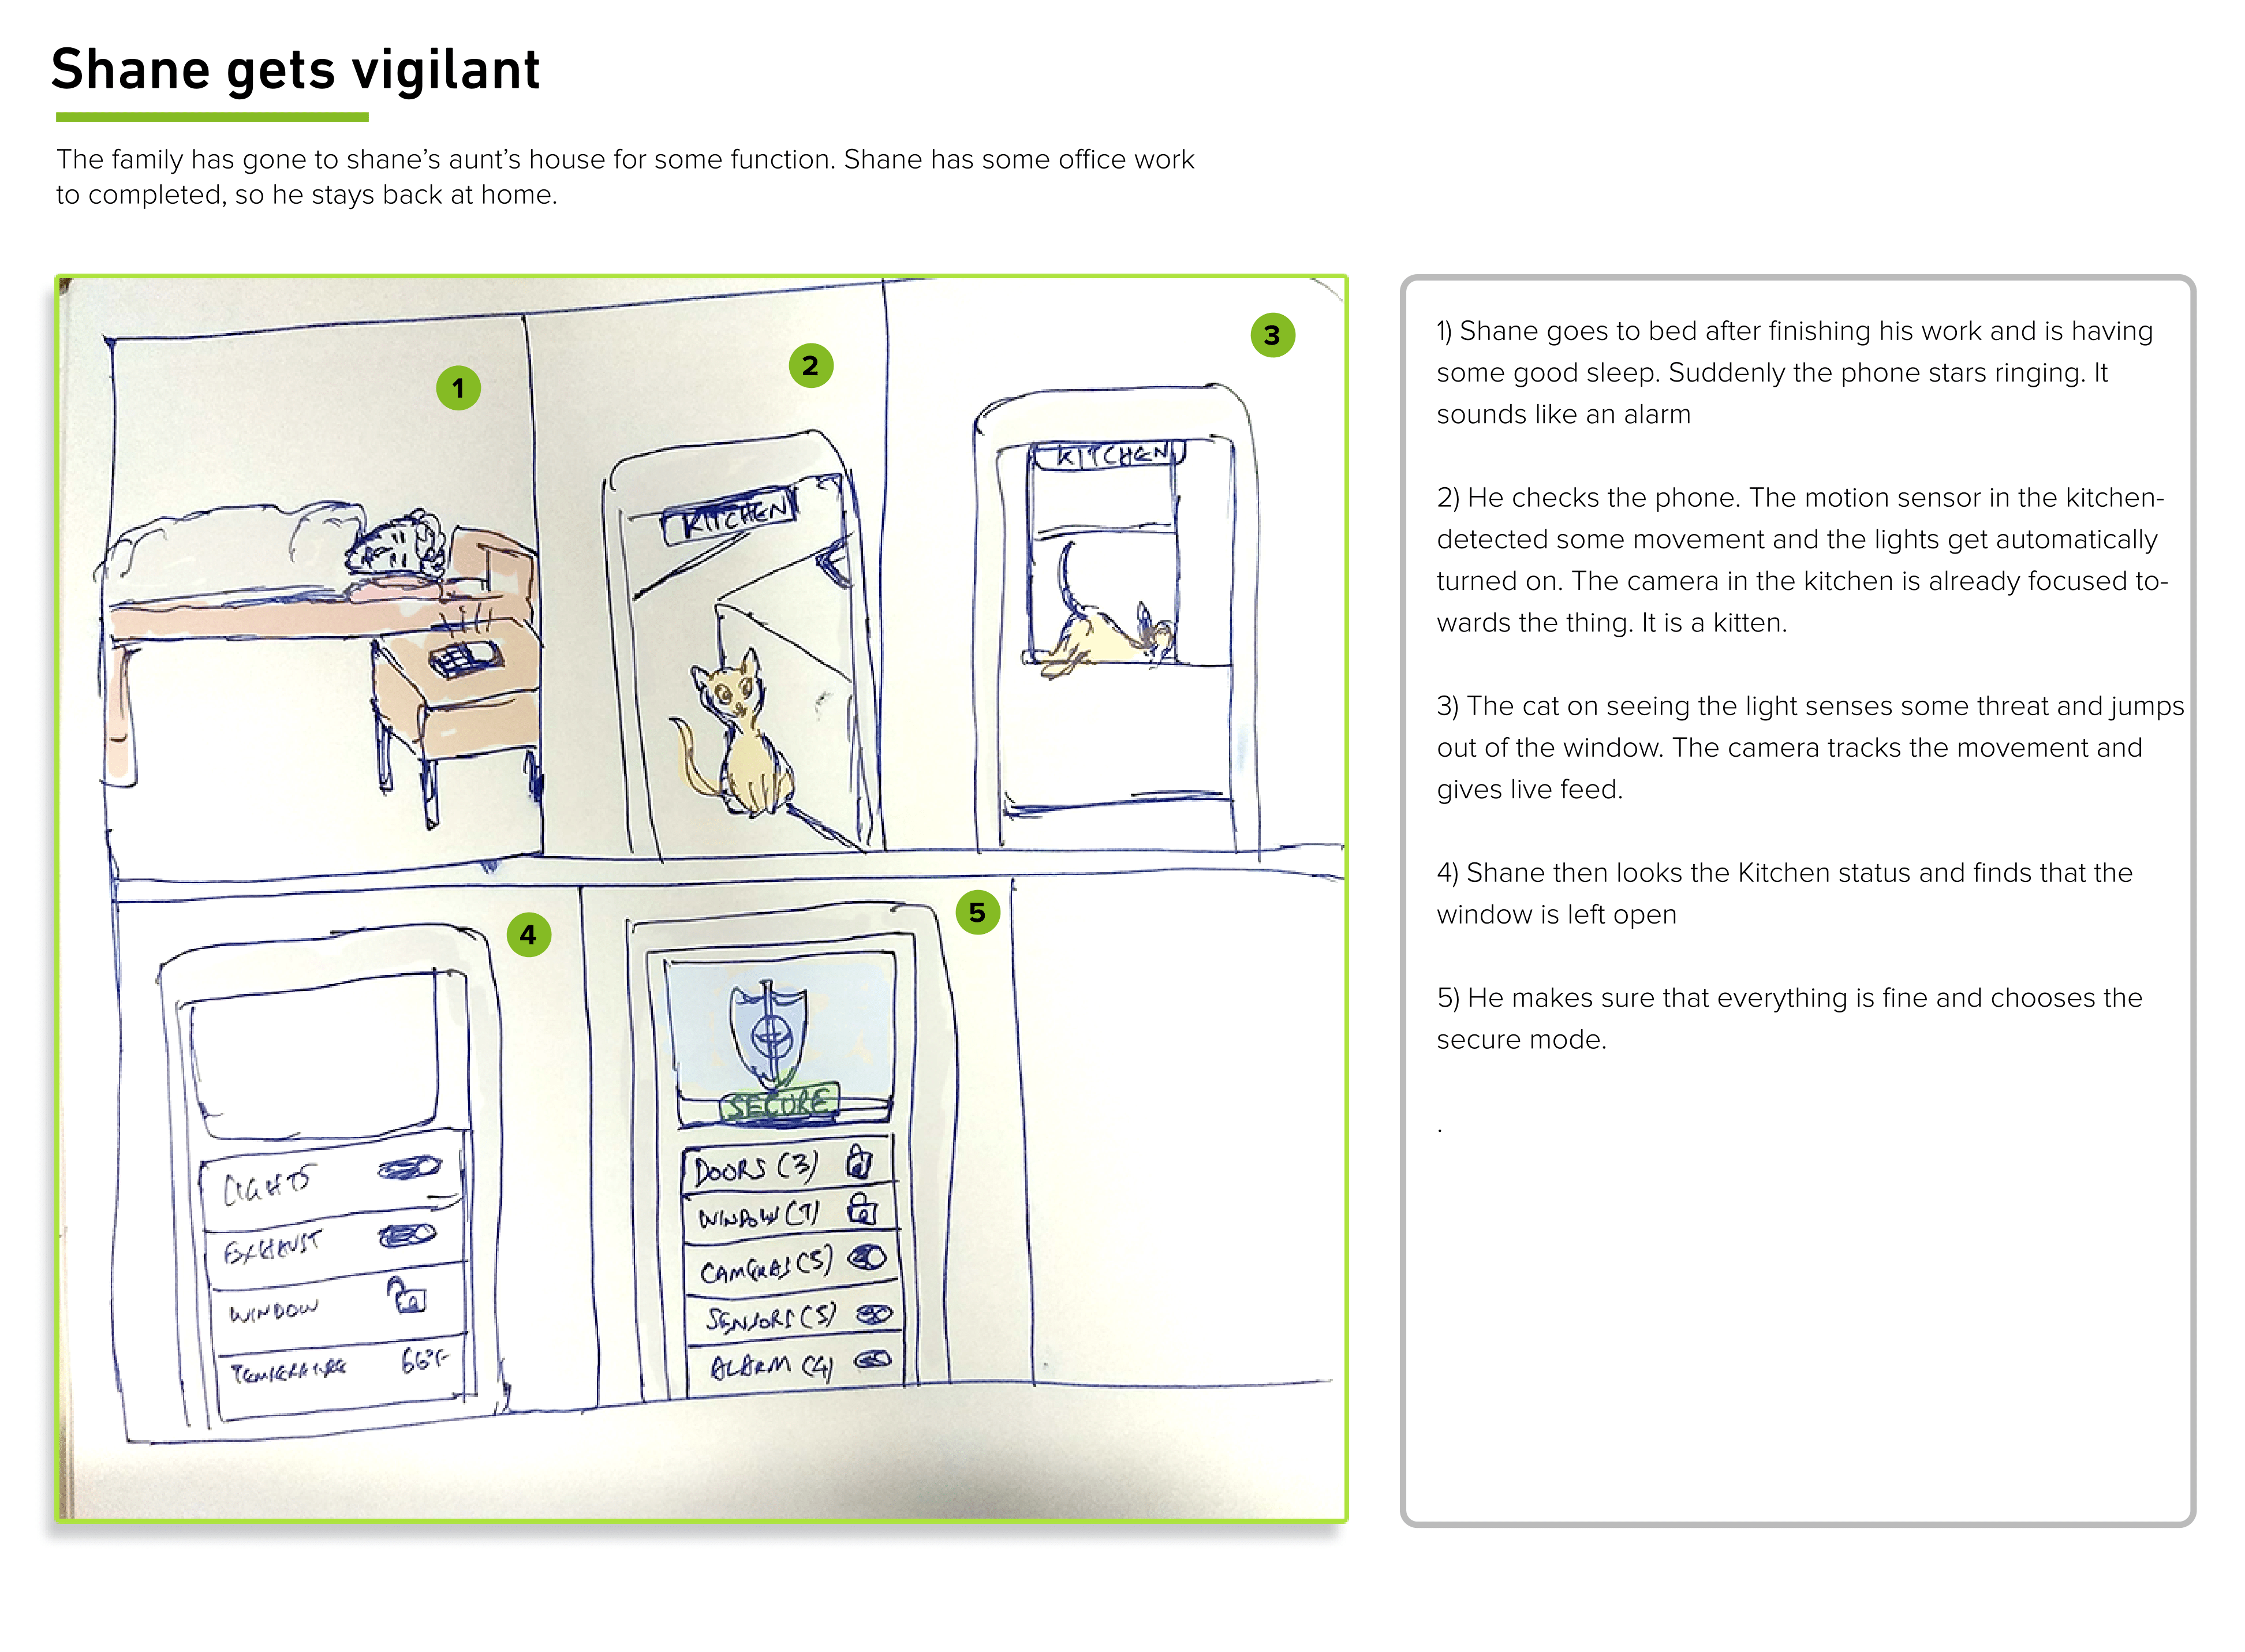 Shane gets vigilant
The family has gone to shane's aunt's house for some function. Shane has some office work
to completed, so he stays back at home.
1
2
3
KITCHEN
KITCHEN
4
5
SECURE
LIGHTS
EXHAUST
WINDOW
TEMPERATURE 66°F
DOORS (3)
WINDOW (7)
CAMERAS (5)
SENSORS (5)
ALARM (4)
1) Shane goes to bed after finishing his work and is having
some good sleep. Suddenly the phone stars ringing. It
sounds like an alarm
2) He checks the phone. The motion sensor in the kitchen-
detected some movement and the lights get automatically
turned on. The camera in the kitchen is already focused to-
wards the thing. It is a kitten.
3) The cat on seeing the light senses some threat and jumps
out of the window. The camera tracks the movement and
gives live feed.
4) Shane then looks the Kitchen status and finds that the
window is left open
5) He makes sure that everything is fine and chooses the
secure mode.
.